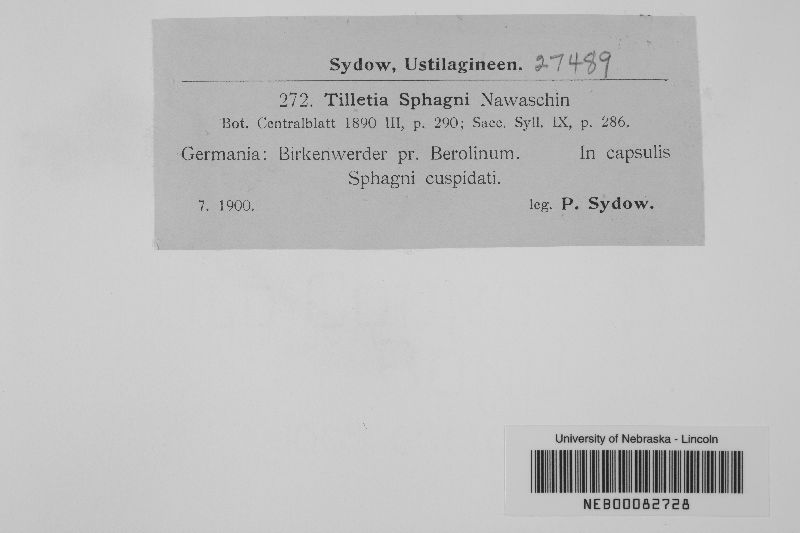 Sydow, Ustilagineen. 27489
272. Tilletia Sphagni Nawaschin
Bot. Centralblatt 1890 III, p. 290; Sacc. Syll. IX, p. 286.
Germania: Birkenwerder pr. Berolinum. In capsulis
Sphagni cuspidati.
7. 1900. leg. P. Sydow.
University of Nebraska - Lincoln
NEB00082728